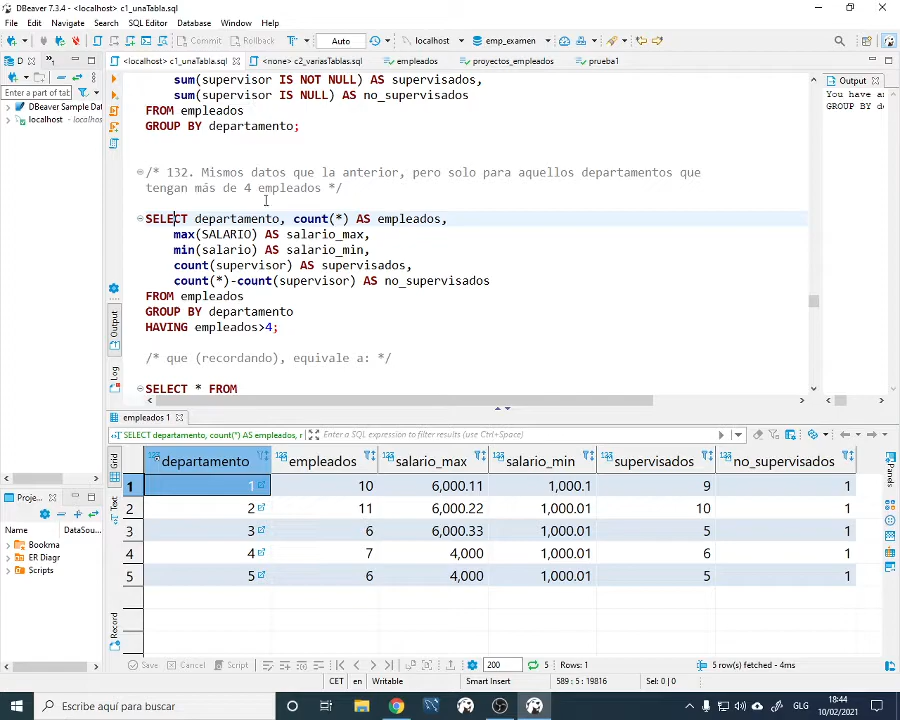 DBeaver 7.3.4 - <localhost> c1_unaTabla.sql
File Edit Navigate Search SQL Editor Database Window Help
Commit Rollback Auto localhost emp_examen
D <localhost> c1_unaTabla.sql <none> c2_variasTablas.sql empleados proyectos_empleados prueba1 Output
Enter a part of tab
DBeaver Sample Dat
localhost
sum(supervisor IS NOT NULL) AS supervisados,
sum(supervisor IS NULL) AS no_supervisados
FROM empleados
GROUP BY departamento;
/* 132. Mismos datos que la anterior, pero solo para aquellos departamentos que
tengan más de 4 empleados */
SELECT departamento, count(*) AS empleados,
max(SALARIO) AS salario_max,
min(salario) AS salario_min,
count(supervisor) AS supervisados,
count(*)-count(supervisor) AS no_supervisados
FROM empleados
GROUP BY departamento
HAVING empleados>4;
/* que (recordando), equivale a: */
SELECT * FROM
You have a
GROUP BY d
Output
Log
empleados 1
SELECT departamento, count(*) AS empleados, r Enter a SQL expression to filter results (use Ctrl+Space)
Grid
Text
Record
Panels
departamento empleados salario_max salario_min supervisados no_supervisados
1 1 10 6,000.11 1,000.1 9 1
2 2 11 6,000.22 1,000.01 10 1
3 3 6 6,000.33 1,000.01 5 1
4 4 7 4,000 1,000.01 6 1
5 5 6 4,000 1,000.01 5 1
Proje...
Name DataSou
Bookma
ER Diagr
Scripts
Save Cancel Script 200 5 Rows: 1 5 row(s) fetched - 4ms
CET en Writable Smart Insert 589 : 5 : 19816 Sel: 0 | 0
Escribe aquí para buscar
GLG
18:44
10/02/2021